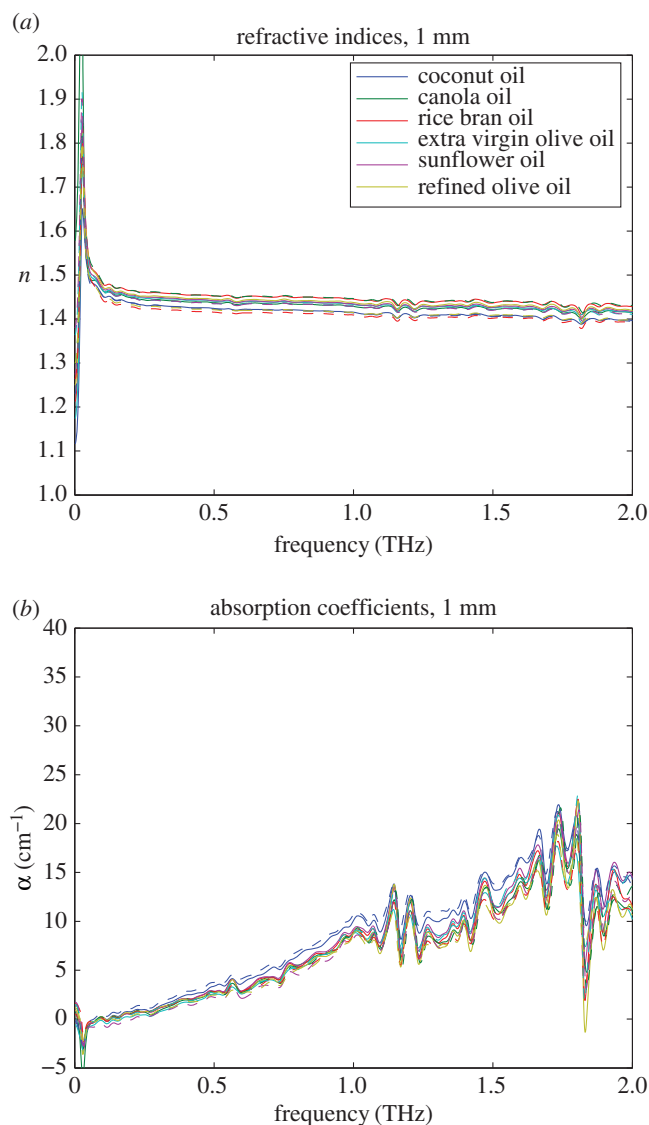 (a)
refractive indices, 1 mm
2.0
coconut oil
1.9
canola oil
rice bran oil
1.8
extra virgin olive oil
sunflower oil
1.7
refined olive oil
1.6
n 1.5
1.4
1.3
1.2
1.1
1.0
0 0.5 1.0 1.5 2.0
frequency (THz)
(b)
absorption coefficients, 1 mm
40
35
30
25
20
α (cm⁻¹)
15
10
5
0
−5
0 0.5 1.0 1.5 2.0
frequency (THz)